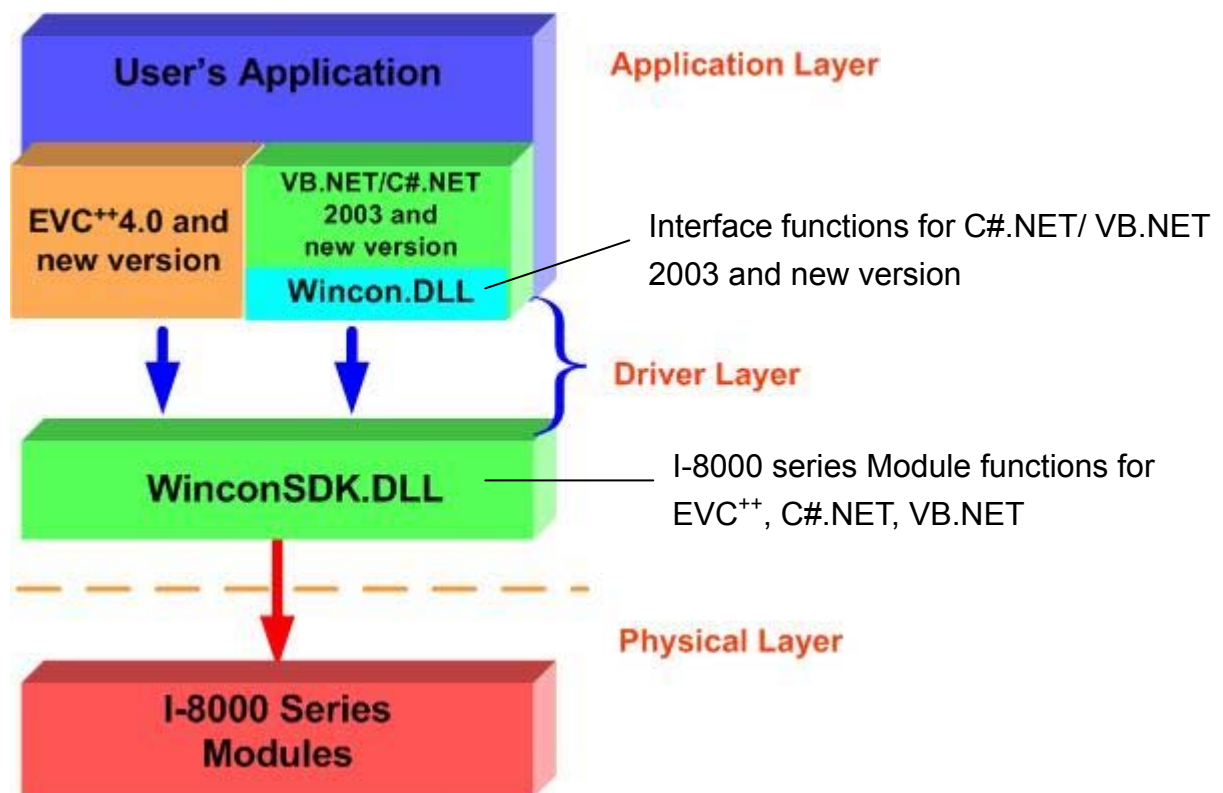 User's Application
Application Layer
EVC++4.0 and
new version
VB.NET/C#.NET
2003 and
new version
Wincon.DLL
Interface functions for C#.NET/ VB.NET
2003 and new version
Driver Layer
WinconSDK.DLL
I-8000 series Module functions for
EVC++, C#.NET, VB.NET
Physical Layer
I-8000 Series
Modules